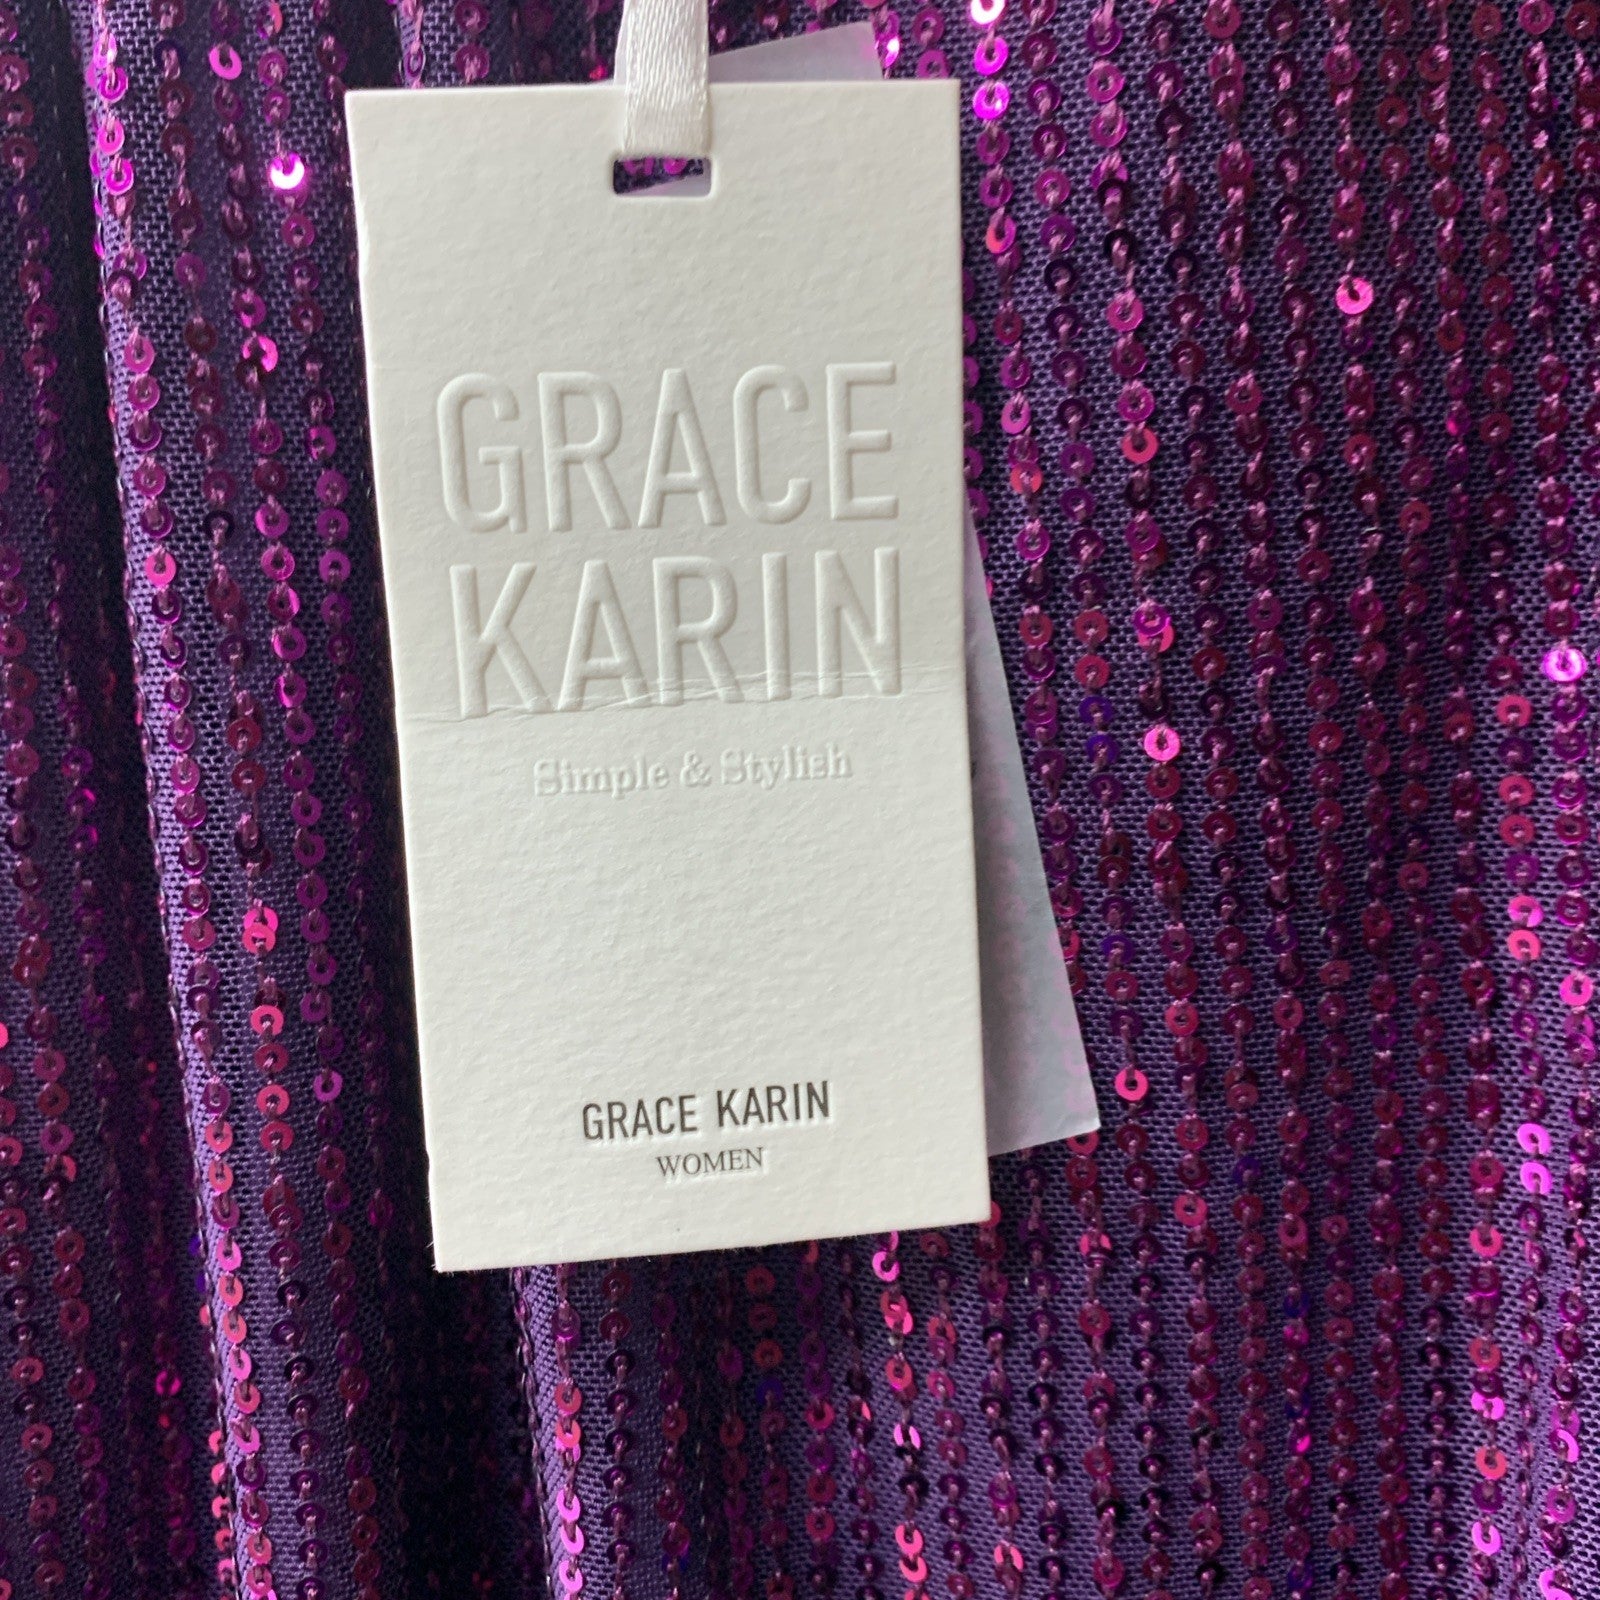 GRACE
KARIN
Simple & Stylish
GRACE KARIN
WOMEN